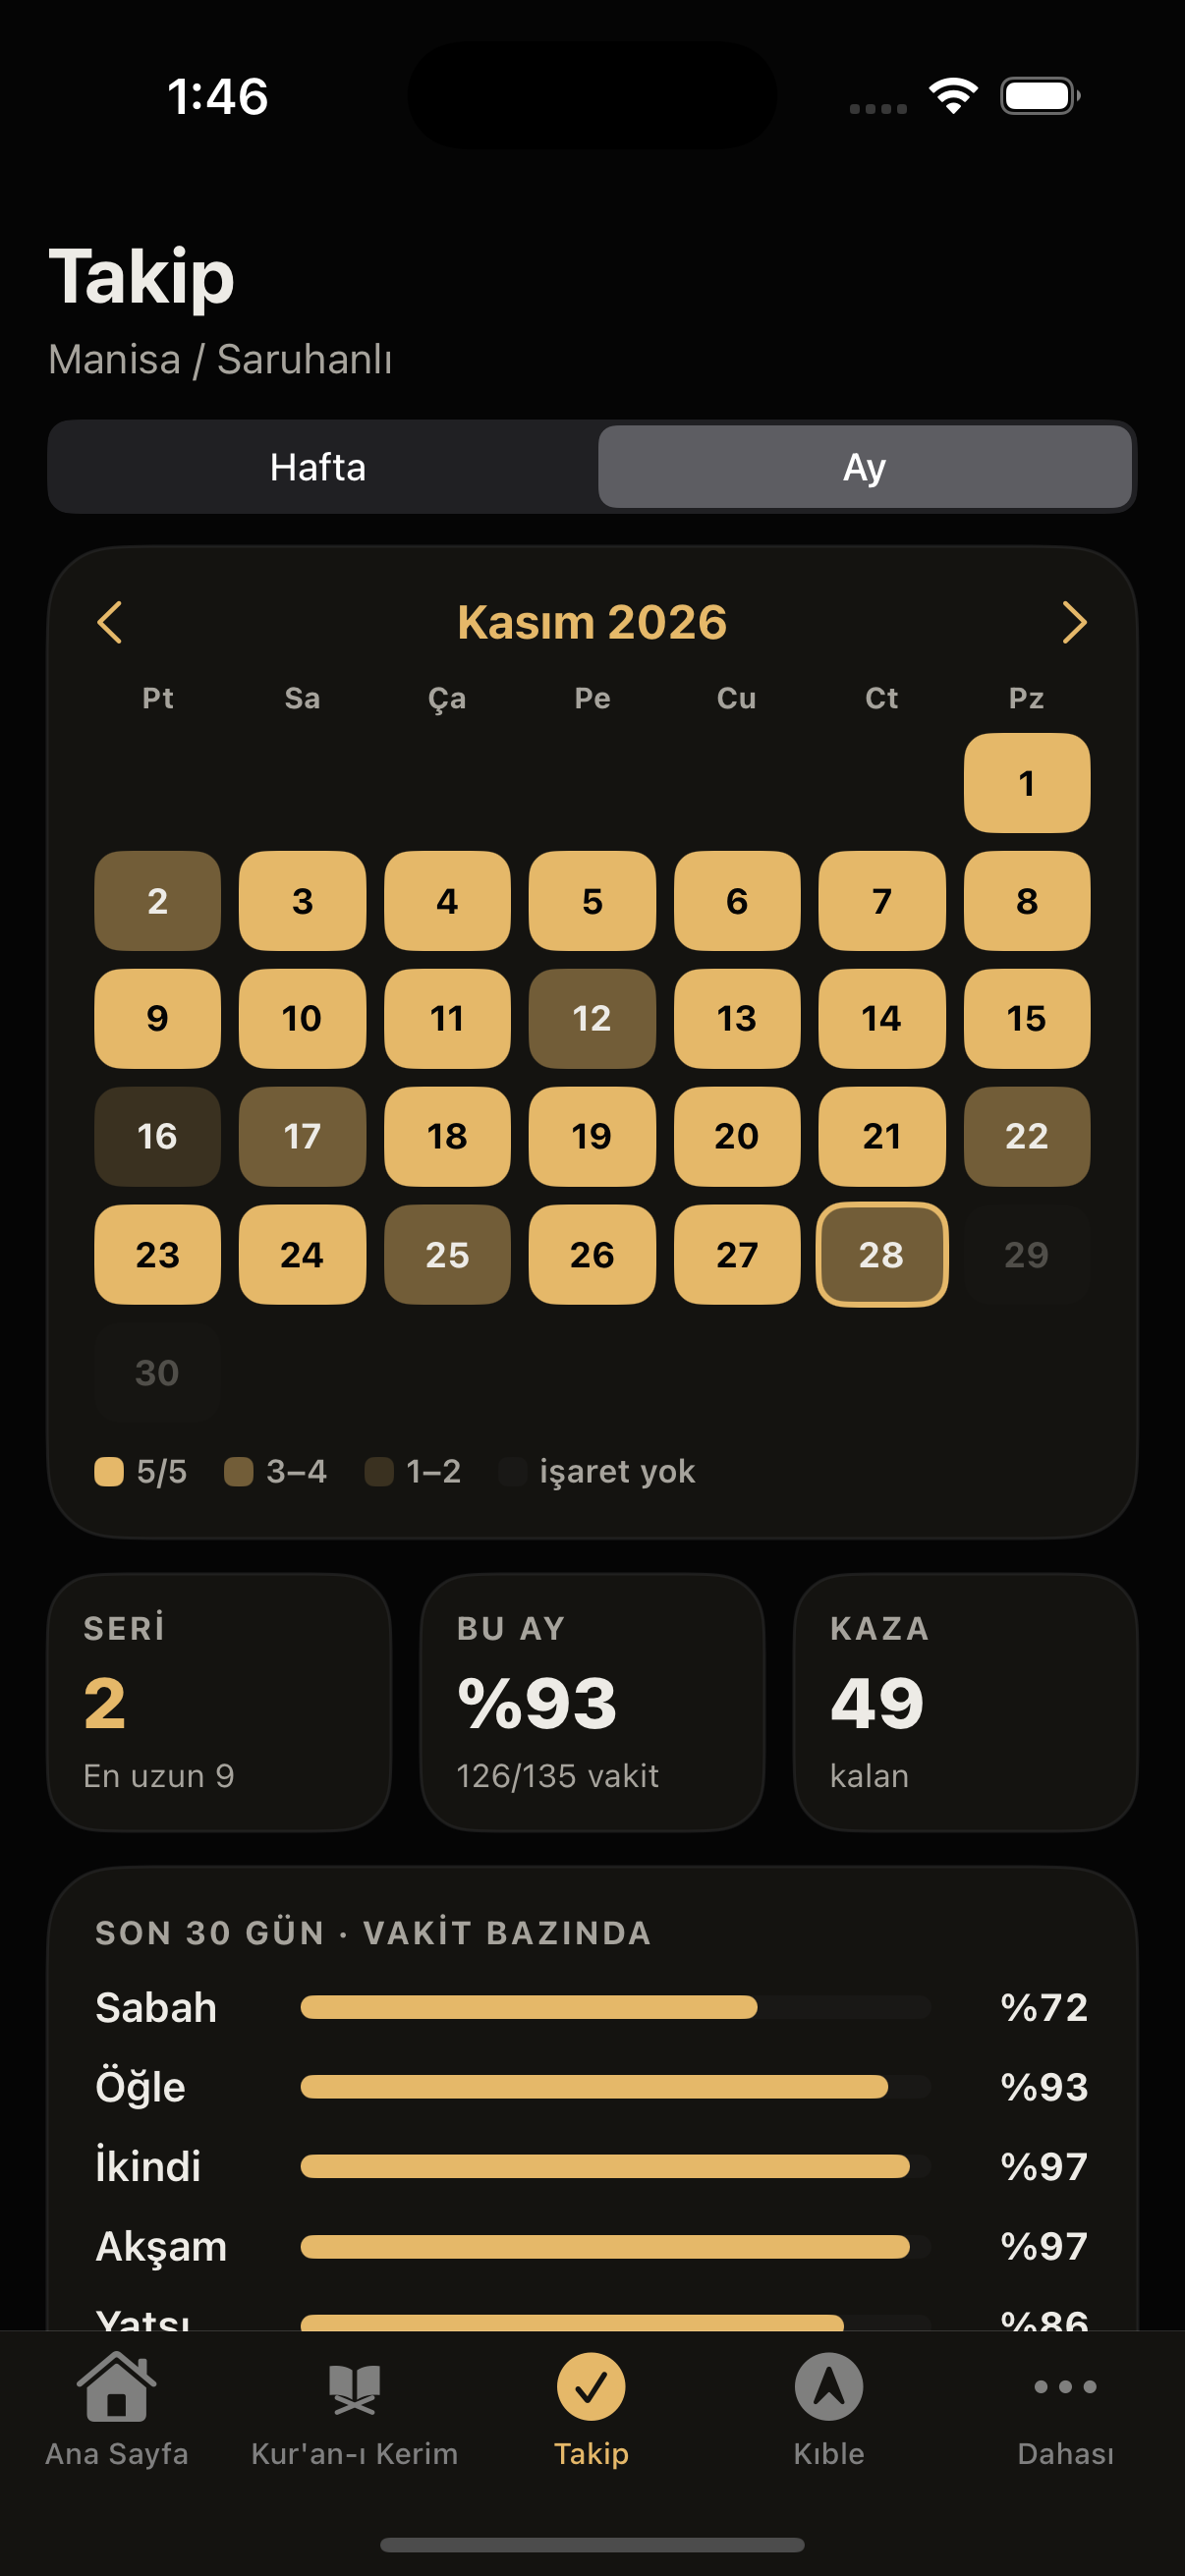 1:46
Takip
Manisa / Saruhanlı
Hafta Ay
Kasım 2026
Pt Sa Ça Pe Cu Ct Pz
1
2 3 4 5 6 7 8
9 10 11 12 13 14 15
16 17 18 19 20 21 22
23 24 25 26 27 28 29
30
5/5 3–4 1–2 işaret yok
SERİ BU AY KAZA
2 %93 49
En uzun 9 126/135 vakit kalan
SON 30 GÜN · VAKİT BAZINDA
Sabah %72
Öğle %93
İkindi %97
Akşam %97
Yatsı %86
Ana Sayfa Kur'an-ı Kerim Takip Kıble Dahası